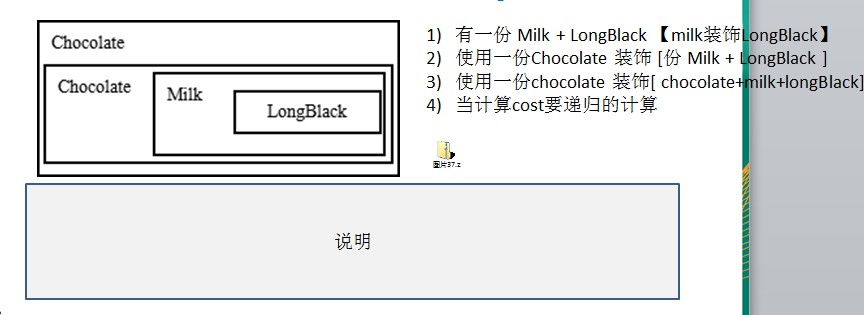 Chocolate
Chocolate
Milk
LongBlack
1) 有一份 Milk + LongBlack 【milk装饰LongBlack】
2) 使用一份Chocolate 装饰 [份 Milk + LongBlack ]
3) 使用一份chocolate 装饰[ chocolate+milk+longBlack]
4) 当计算cost要递归的计算
图片37.z
说明